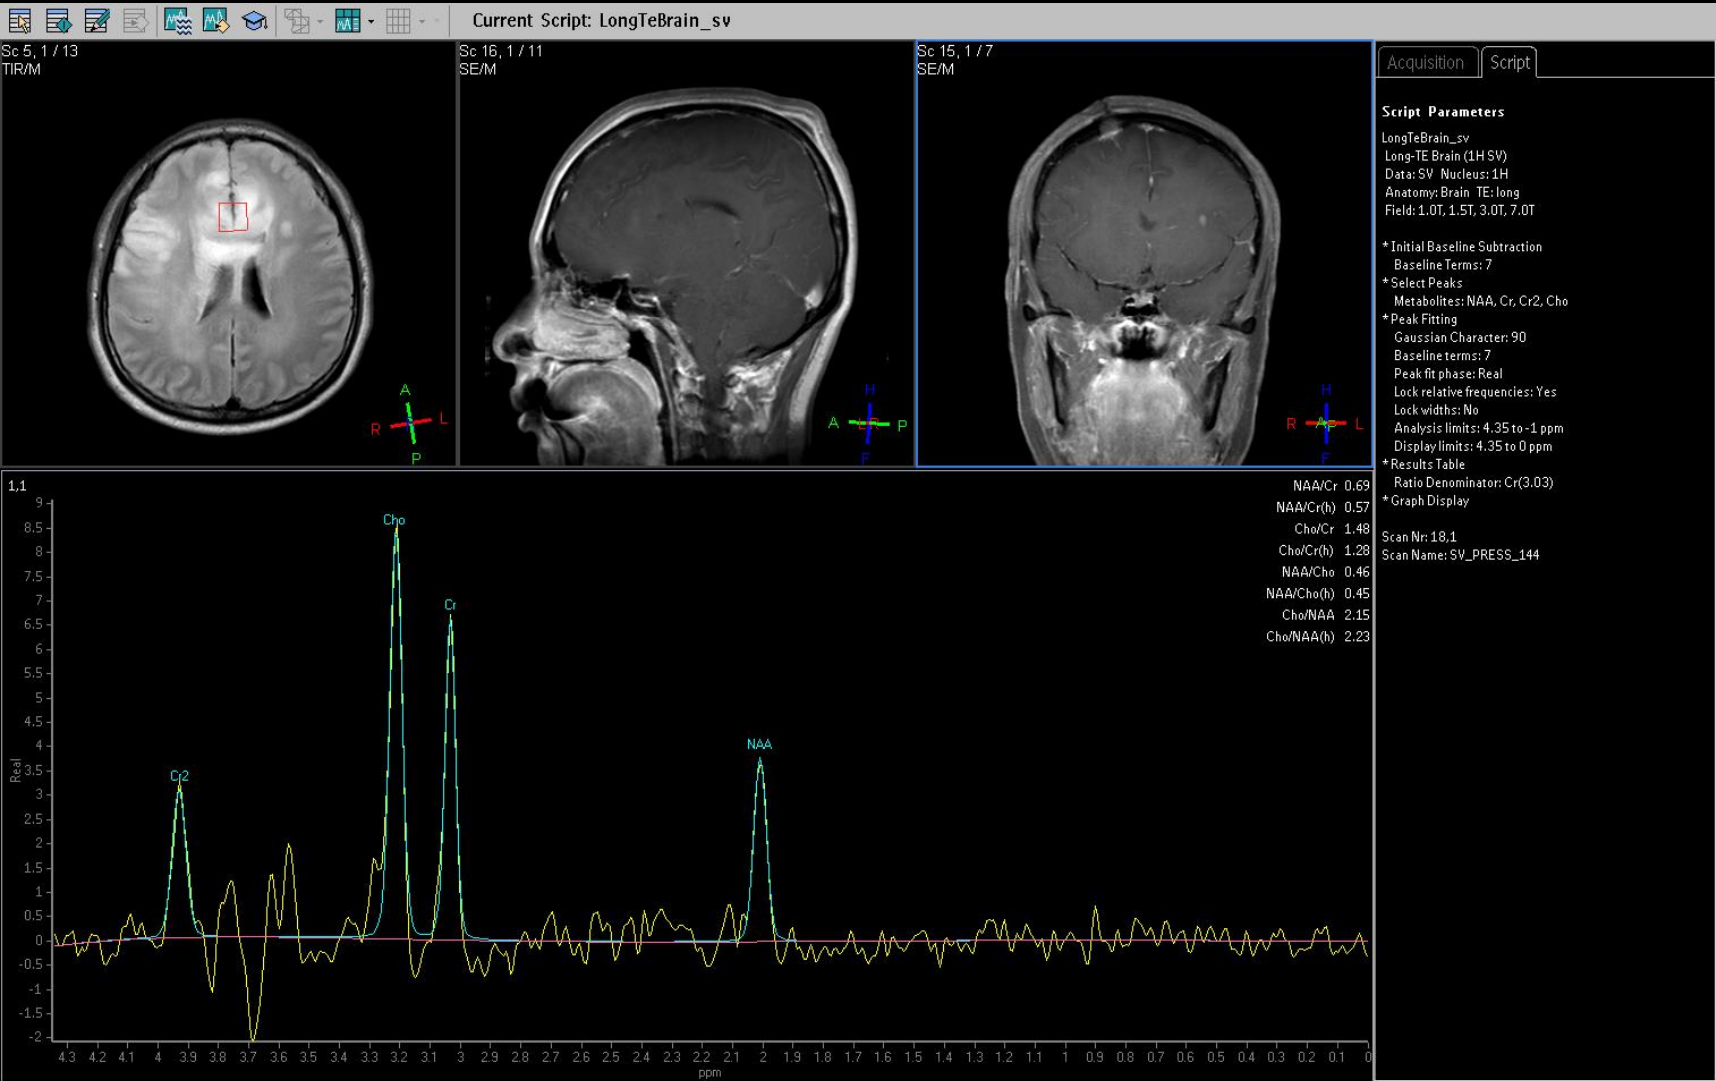 Current Script: LongTeBrain_sv
Sc 5, 1 / 13
TIR/M
A
R
L
P
Sc 16, 1 / 11
SE/M
H
A
LR
P
F
Sc 15, 1 / 7
SE/M
H
R
AP
L
F
Acquisition
Script
Script Parameters
LongTeBrain_sv
Long-TE Brain (1H SV)
Data: SV Nucleus: 1H
Anatomy: Brain TE: long
Field: 1.0T, 1.5T, 3.0T, 7.0T
* Initial Baseline Subtraction
Baseline Terms: 7
* Select Peaks
Metabolites: NAA, Cr, Cr2, Cho
* Peak Fitting
Gaussian Character: 90
Baseline terms: 7
Peak fit phase: Real
Lock relative frequencies: Yes
Lock widths: No
Analysis limits: 4.35 to -1 ppm
Display limits: 4.35 to 0 ppm
* Results Table
Ratio Denominator: Cr(3.03)
* Graph Display
Scan Nr: 18,1
Scan Name: SV_PRESS_144
1,1
NAA/Cr 0.69
NAA/Cr(h) 0.57
Cho/Cr 1.48
Cho/Cr(h) 1.28
NAA/Cho 0.46
NAA/Cho(h) 0.45
Cho/NAA 2.15
Cho/NAA(h) 2.23
9
8.5
8
7.5
7
6.5
6
5.5
5
4.5
4
3.5
3
2.5
2
1.5
1
0.5
0
-0.5
-1
-1.5
-2
Real
Cr2
Cho
Cr
NAA
4.3 4.2 4.1 4 3.9 3.8 3.7 3.6 3.5 3.4 3.3 3.2 3.1 3 2.9 2.8 2.7 2.6 2.5 2.4 2.3 2.2 2.1 2 1.9 1.8 1.7 1.6 1.5 1.4 1.3 1.2 1.1 1 0.9 0.8 0.7 0.6 0.5 0.4 0.3 0.2 0.1 0
ppm